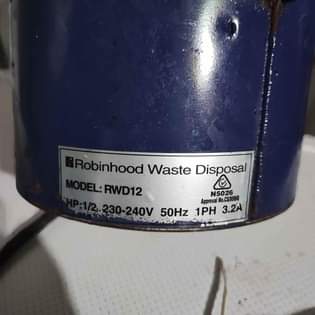 Robinhood Waste Disposal
MODEL: RWD12
N5026
HP:1/2 230-240V 50Hz 1PH 3.2A